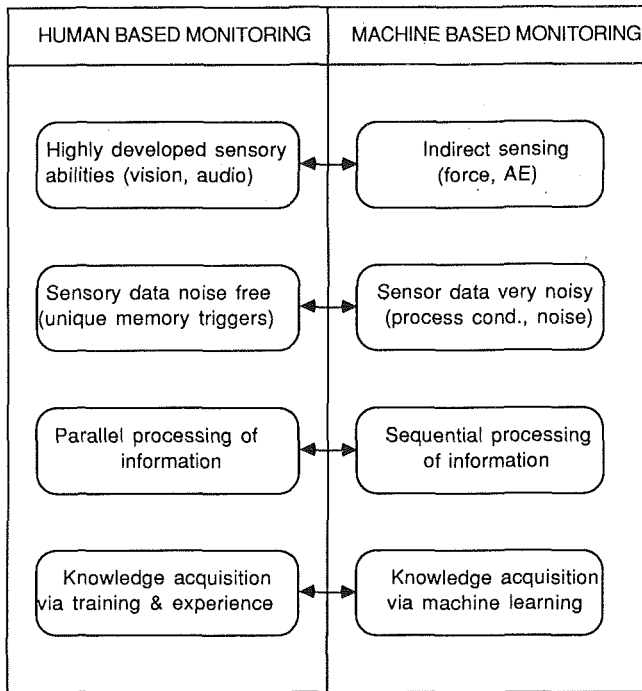 HUMAN BASED MONITORING
MACHINE BASED MONITORING
Highly developed sensory
abilities (vision, audio)
Indirect sensing
(force, AE)
Sensory data noise free
(unique memory triggers)
Sensor data very noisy
(process cond., noise)
Parallel processing of
information
Sequential processing
of information
Knowledge acquisition
via training & experience
Knowledge acquisition
via machine learning